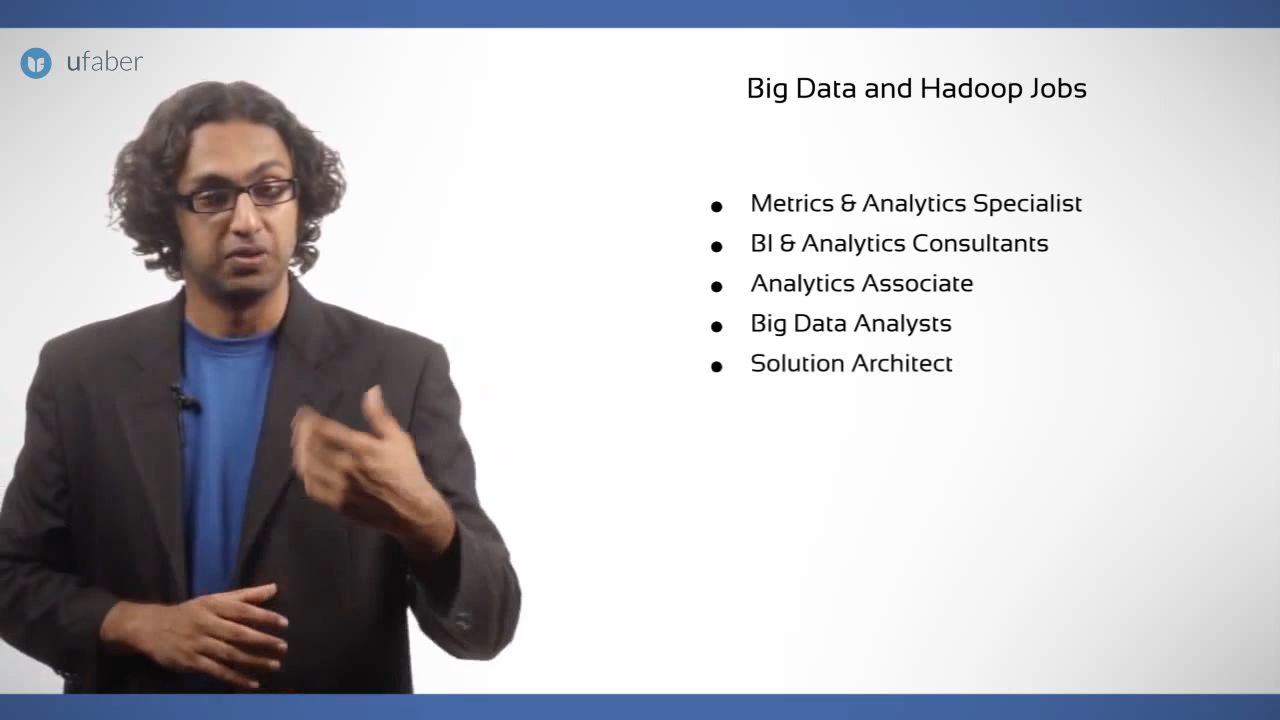 ufaber
Big Data and Hadoop Jobs
● Metrics & Analytics Specialist
● BI & Analytics Consultants
● Analytics Associate
● Big Data Analysts
● Solution Architect